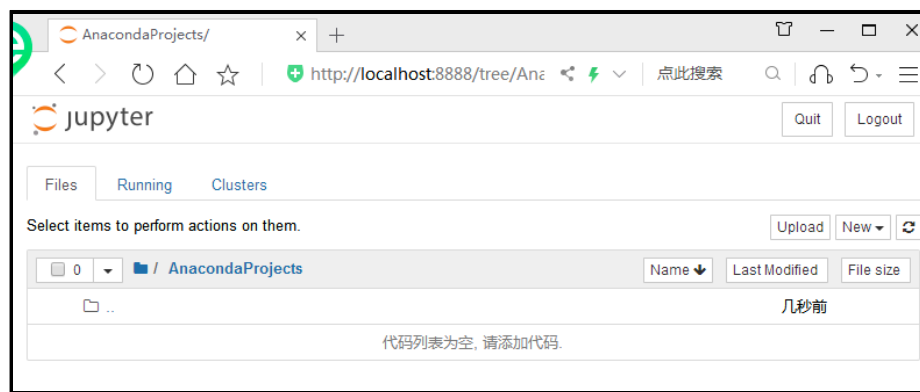 AnacondaProjects/
http://localhost:8888/tree/Ana
点此搜索
jupyter
Quit
Logout
Files
Running
Clusters
Select items to perform actions on them.
Upload
New
0
/ AnacondaProjects
Name
Last Modified
File size
..
几秒前
代码列表为空, 请添加代码.